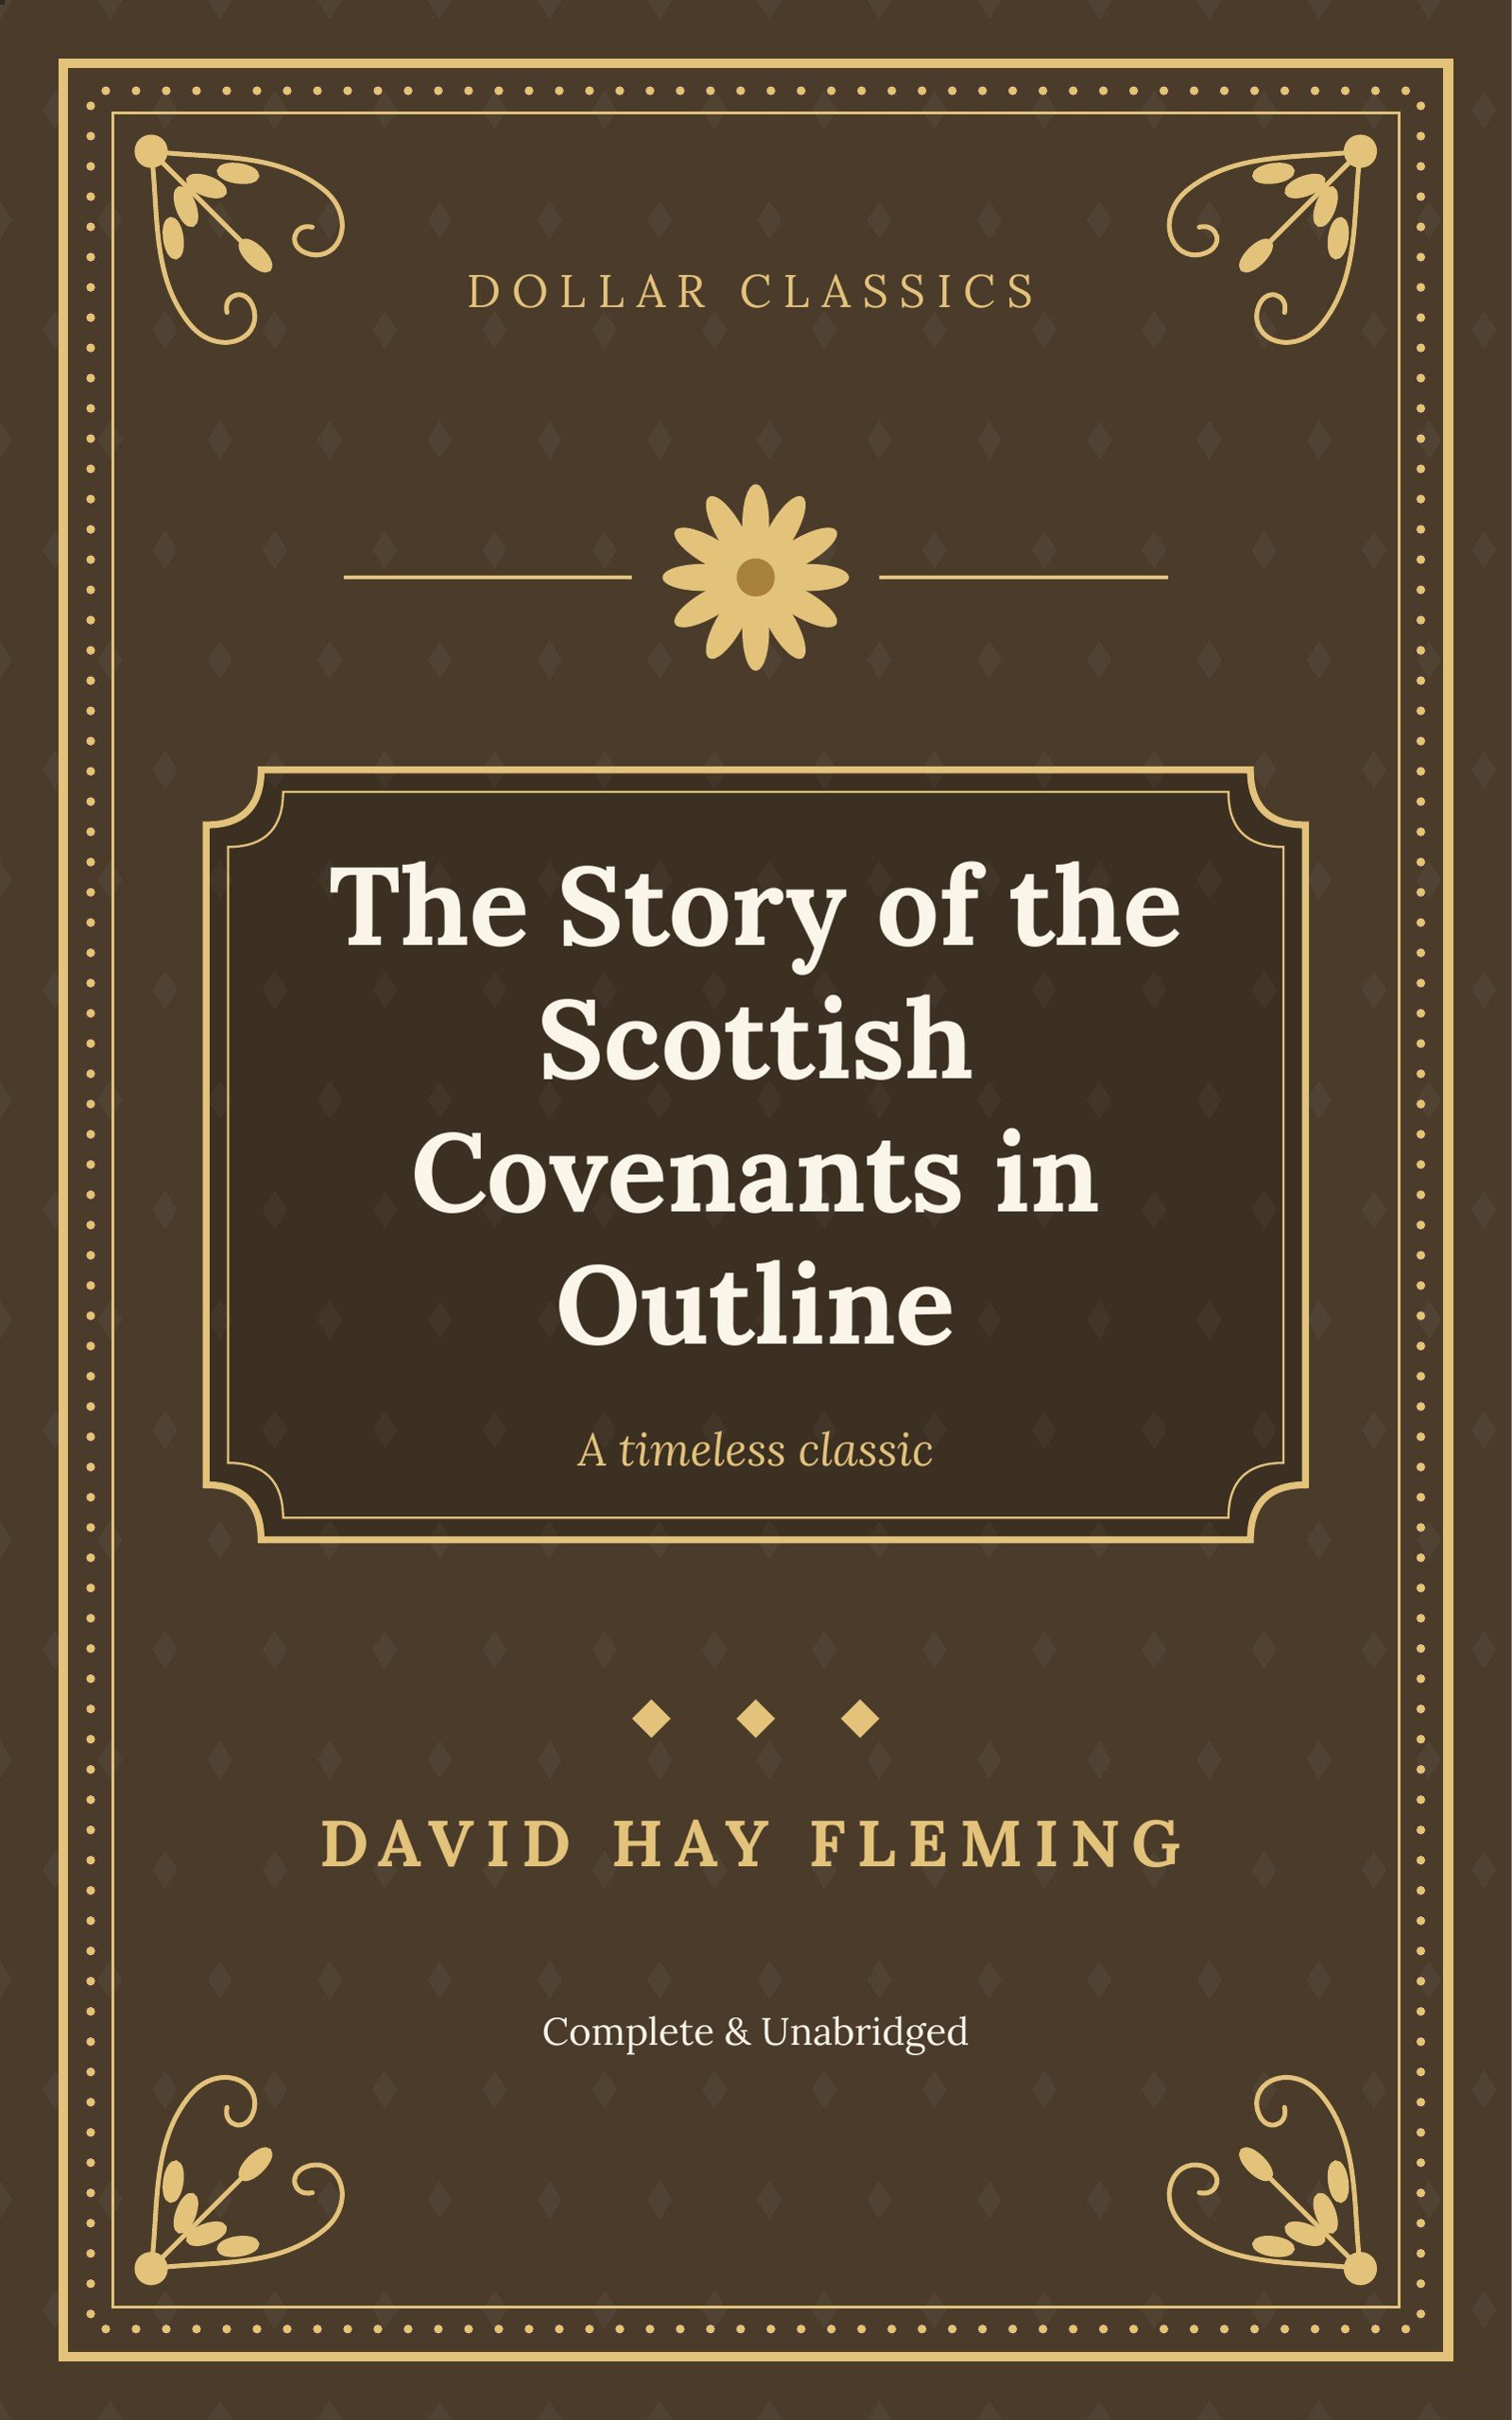 DOLLAR CLASSICS
The Story of the
Scottish
Covenants in
Outline
A timeless classic
DAVID HAY FLEMING
Complete & Unabridged